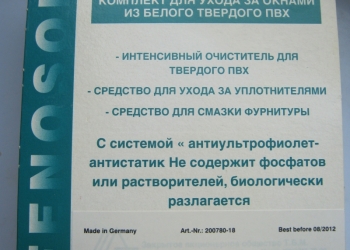 КОМПЛЕКТ ДЛЯ УХОДА ЗА ОКНАМИ
ИЗ БЕЛОГО ТВЕРДОГО ПВХ
- ИНТЕНСИВНЫЙ ОЧИСТИТЕЛЬ ДЛЯ
ТВЕРДОГО ПВХ
- СРЕДСТВО ДЛЯ УХОДА ЗА УПЛОТНИТЕЛЯМИ
- СРЕДСТВО ДЛЯ СМАЗКИ ФУРНИТУРЫ
С системой « антиультрофиолет-
антистатик Не содержит фосфатов
или растворителей, биологически
разлагается
Made in Germany Art.-Nr.: 200780-18 Best before 08/2012